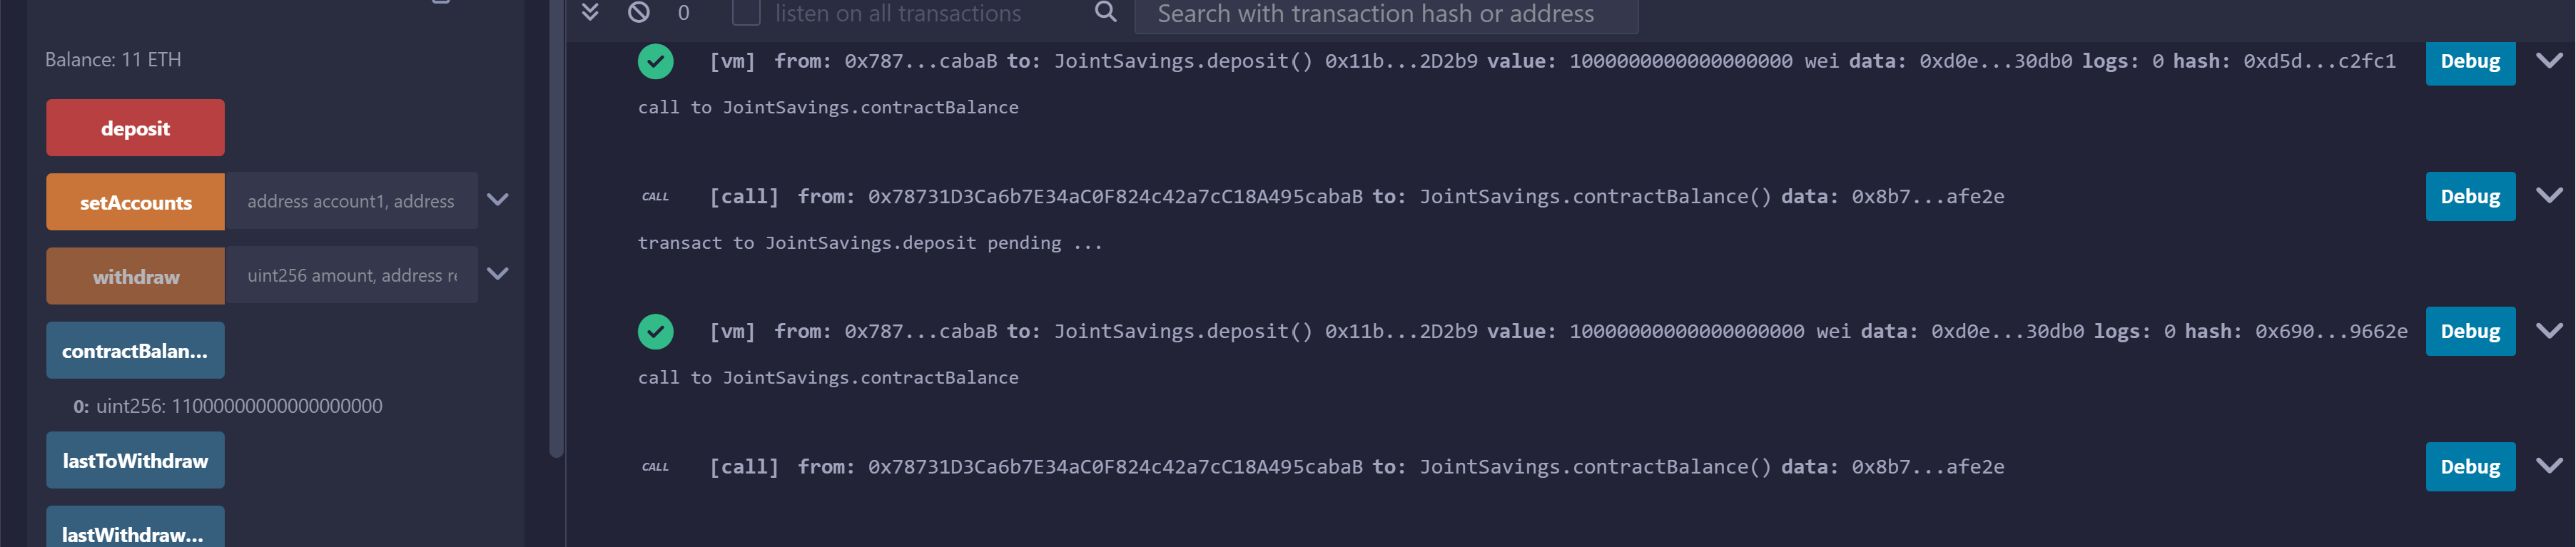 0 listen on all transactions Search with transaction hash or address
Balance: 11 ETH
deposit
setAccounts address account1, address
withdraw uint256 amount, address re
contractBalan...
0: uint256: 11000000000000000000
lastToWithdraw
lastWithdraw...
[vm] from: 0x787...cabaB to: JointSavings.deposit() 0x11b...2D2b9 value: 1000000000000000000 wei data: 0xd0e...30db0 logs: 0 hash: 0xd5d...c2fc1 Debug
call to JointSavings.contractBalance
CALL [call] from: 0x78731D3Ca6b7E34aC0F824c42a7cC18A495cabaB to: JointSavings.contractBalance() data: 0x8b7...afe2e Debug
transact to JointSavings.deposit pending ...
[vm] from: 0x787...cabaB to: JointSavings.deposit() 0x11b...2D2b9 value: 10000000000000000000 wei data: 0xd0e...30db0 logs: 0 hash: 0x690...9662e Debug
call to JointSavings.contractBalance
CALL [call] from: 0x78731D3Ca6b7E34aC0F824c42a7cC18A495cabaB to: JointSavings.contractBalance() data: 0x8b7...afe2e Debug